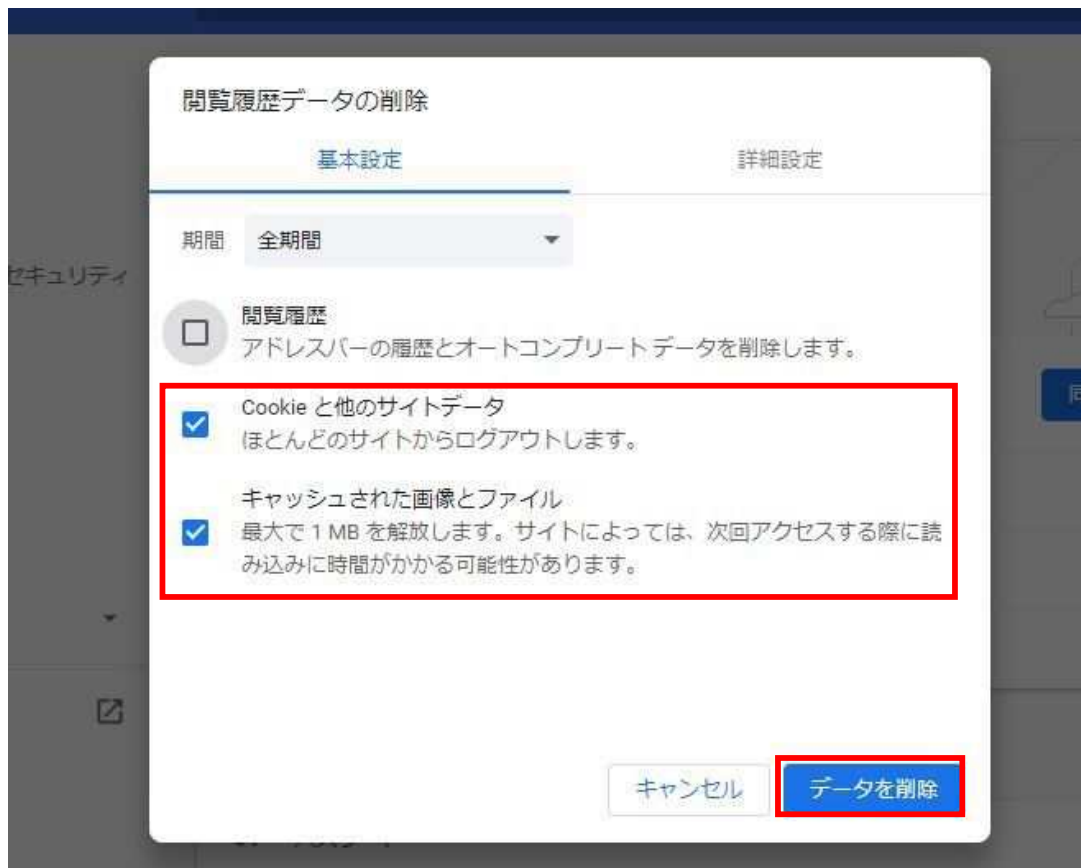 閲覧履歴データの削除
基本設定
詳細設定
期間
全期間
セキュリティ
閲覧履歴
アドレスバーの履歴とオートコンプリート データを削除します。
Cookie と他のサイトデータ
ほとんどのサイトからログアウトします。
キャッシュされた画像とファイル
最大で 1 MB を解放します。サイトによっては、次回アクセスする際に読
み込みに時間がかかる可能性があります。
キャンセル
データを削除